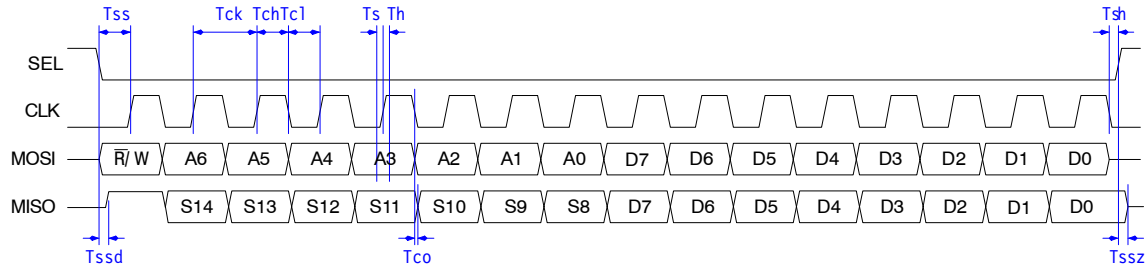 Tss Tck Tch Tcl Ts Th Tsh
SEL
CLK
MOSI R̅/ W A6 A5 A4 A3 A2 A1 A0 D7 D6 D5 D4 D3 D2 D1 D0
MISO S14 S13 S12 S11 S10 S9 S8 D7 D6 D5 D4 D3 D2 D1 D0
Tssd Tco Tssz